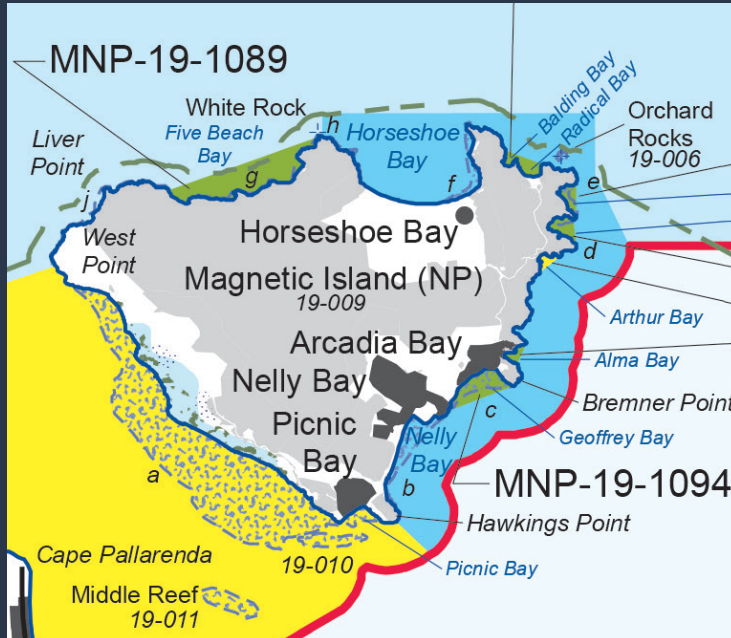 MNP-19-1089
White Rock
h
Five Beach
Bay
Horseshoe
Bay
Balding Bay
Radical Bay
Orchard
Rocks
19-006
Liver
Point
g
f
e
j
West
Point
Horseshoe Bay
d
Magnetic Island (NP)
19-009
Arthur Bay
Arcadia Bay
Alma Bay
Nelly Bay
Bremner Point
c
Picnic
Bay
Nelly
Bay
Geoffrey Bay
a
b
MNP-19-1094
Hawkings Point
Cape Pallarenda
19-010
Picnic Bay
Middle Reef
19-011